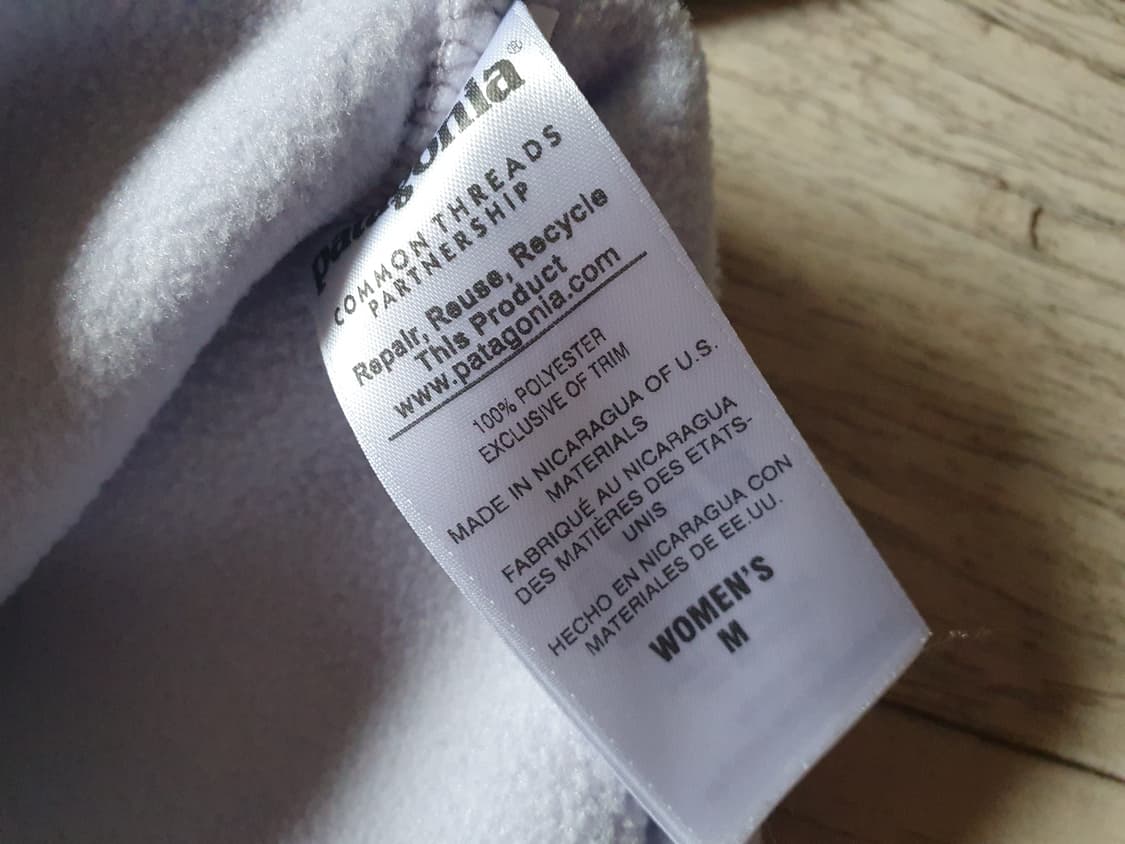 patagonia®
COMMON THREADS
PARTNERSHIP
Repair, Reuse, Recycle
This Product
www.patagonia.com
100% POLYESTER
EXCLUSIVE OF TRIM
MADE IN NICARAGUA OF U.S.
MATERIALS
FABRIQUÉ AU NICARAGUA
DES MATIÈRES DES ETATS-
UNIS
HECHO EN NICARAGUA CON
MATERIALES DE EE.UU.
WOMEN'S
M